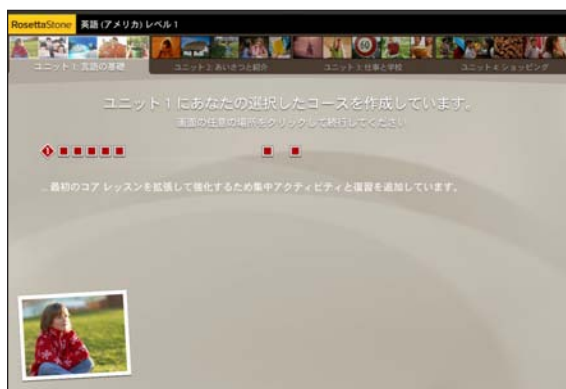 RosettaStone 英語 (アメリカ) レベル 1
ユニット 1: 言語の基礎
ユニット 2: あいさつと紹介
ユニット 3: 仕事と学校
ユニット 4: ショッピング
60
ユニット 1 にあなたの選択したコースを作成しています。
画面の任意の場所をクリックして続行してください
1
... 最初のコア レッスンを拡張して強化するため集中アクティビティと復習を追加しています。